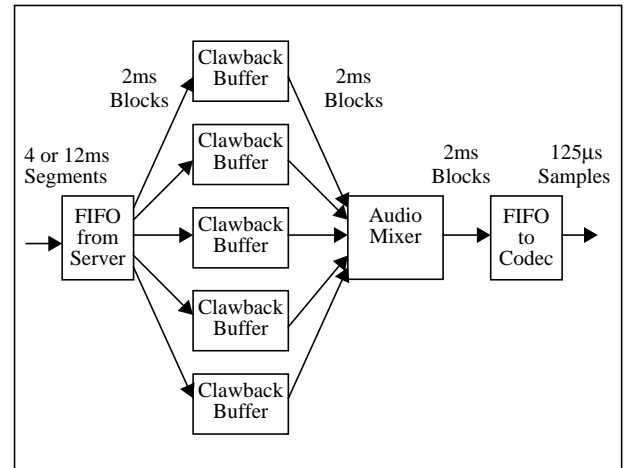 Clawback
Buffer
2ms
Blocks
2ms
Blocks
Clawback
Buffer
4 or 12ms
Segments
2ms
Blocks
125µs
Samples
FIFO
from
Server
Clawback
Buffer
Audio
Mixer
FIFO
to
Codec
Clawback
Buffer
Clawback
Buffer